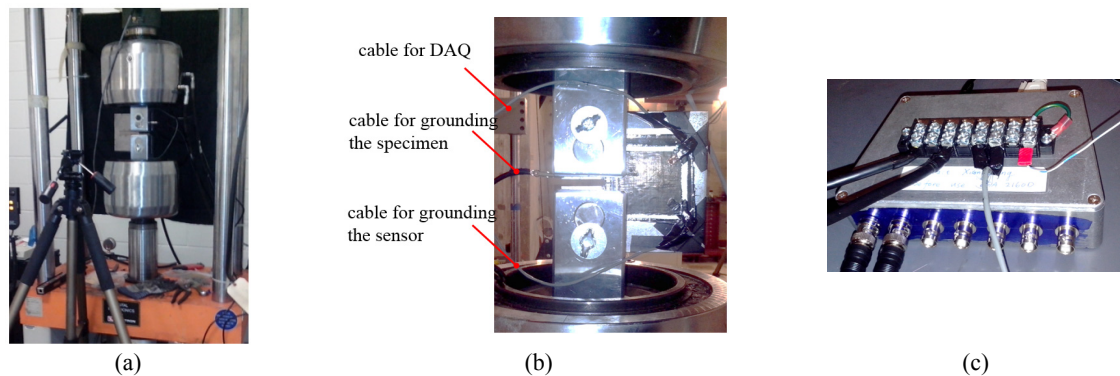 cable for DAQ
cable for grounding
the specimen
cable for grounding
the sensor
(a)
(b)
(c)